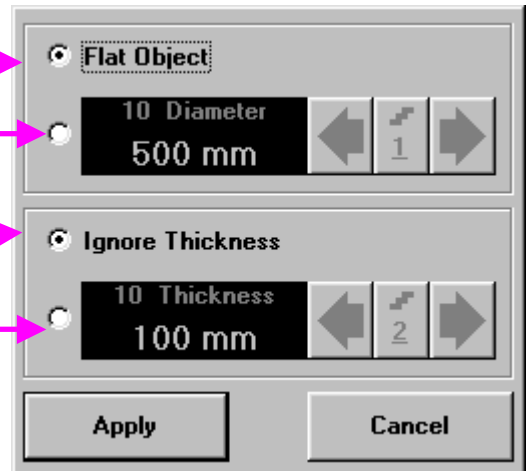 Flat Object
10 Diameter
500 mm
1
Ignore Thickness
10 Thickness
100 mm
2
Apply
Cancel